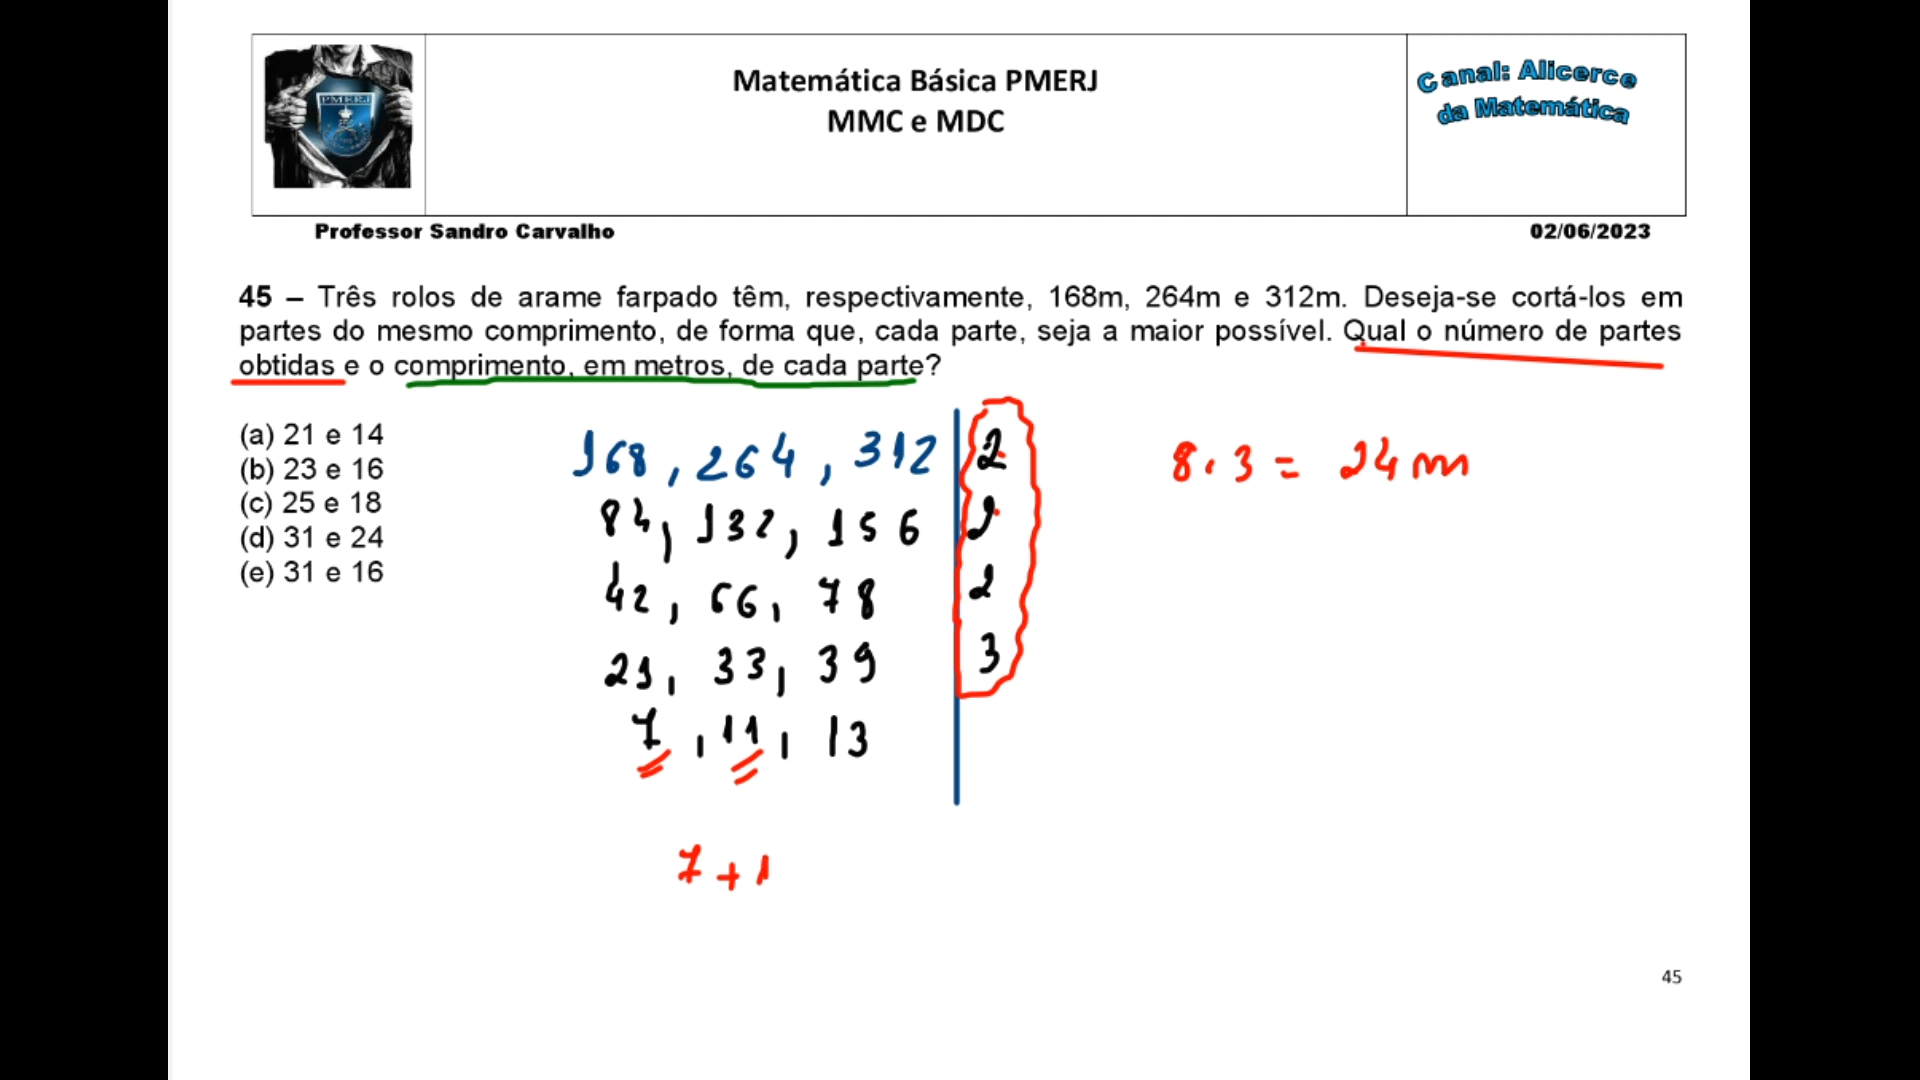 PMERJ
Matemática Básica PMERJ
MMC e MDC
Canal: Alicerce
da Matemática
Professor Sandro Carvalho
02/06/2023
45 – Três rolos de arame farpado têm, respectivamente, 168m, 264m e 312m. Deseja-se cortá-los em
partes do mesmo comprimento, de forma que, cada parte, seja a maior possível. Qual o número de partes
obtidas e o comprimento, em metros, de cada parte?
(a) 21 e 14
(b) 23 e 16
(c) 25 e 18
(d) 31 e 24
(e) 31 e 16
168, 264, 312 | 2
84, 132, 156 | 2
42, 66, 78 | 2
21, 33, 39 | 3
7, 11, 13
8 . 3 = 24 m
7 + 1
45